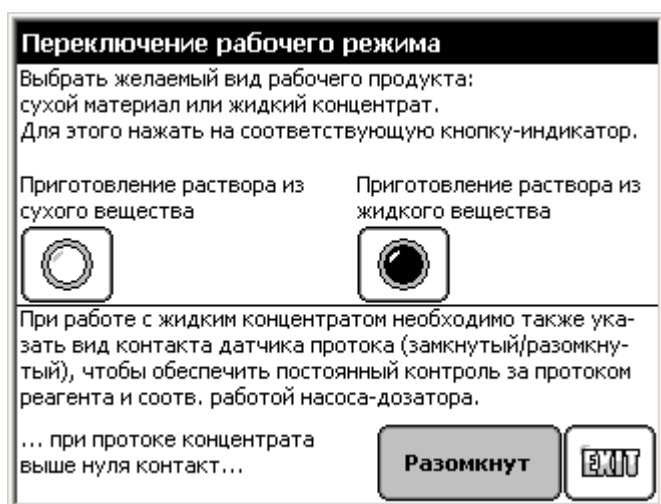 Переключение рабочего режима
Выбрать желаемый вид рабочего продукта:
сухой материал или жидкий концентрат.
Для этого нажать на соответствующую кнопку-индикатор.
Приготовление раствора из
сухого вещества
Приготовление раствора из
жидкого вещества
При работе с жидким концентратом необходимо также ука-
зать вид контакта датчика протока (замкнутый/разомкну-
тый), чтобы обеспечить постоянный контроль за протоком
реагента и соотв. работой насоса-дозатора.
... при протоке концентрата
выше нуля контакт...
Разомкнут
EXIT